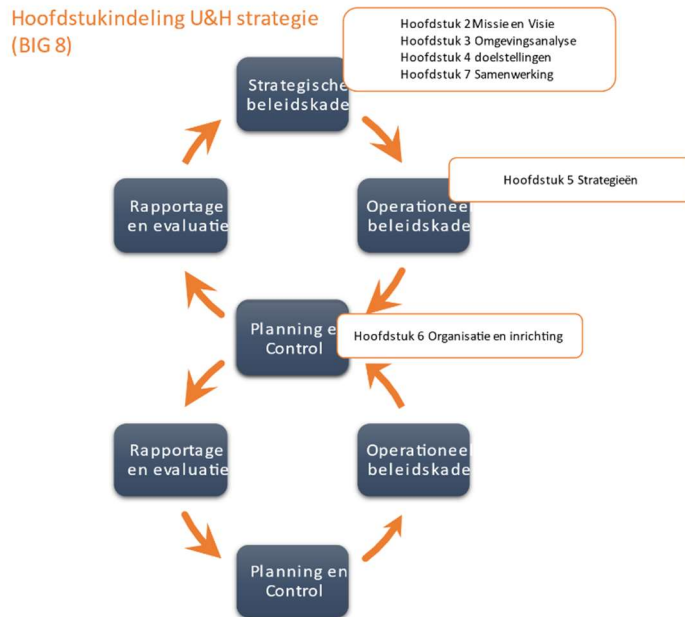 Hoofdstukindeling U&H strategie
(BIG 8)
Hoofdstuk 2 Missie en Visie
Hoofdstuk 3 Omgevingsanalyse
Hoofdstuk 4 doelstellingen
Hoofdstuk 7 Samenwerking
Strategische
beleidskade
Hoofdstuk 5 Strategieën
Rapportage
en evaluatie
Operationeel
beleidskade
Planning e
Control
Hoofdstuk 6 Organisatie en inrichting
Rapportage
en evaluatie
Operationeel
beleidskade
Planning en
Control